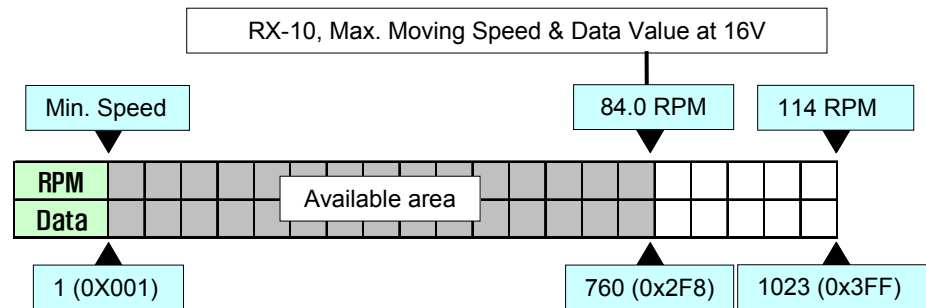 RX-10, Max. Moving Speed & Data Value at 16V
Min. Speed
84.0 RPM
114 RPM
RPM
Data
Available area
1 (0X001)
760 (0x2F8)
1023 (0x3FF)